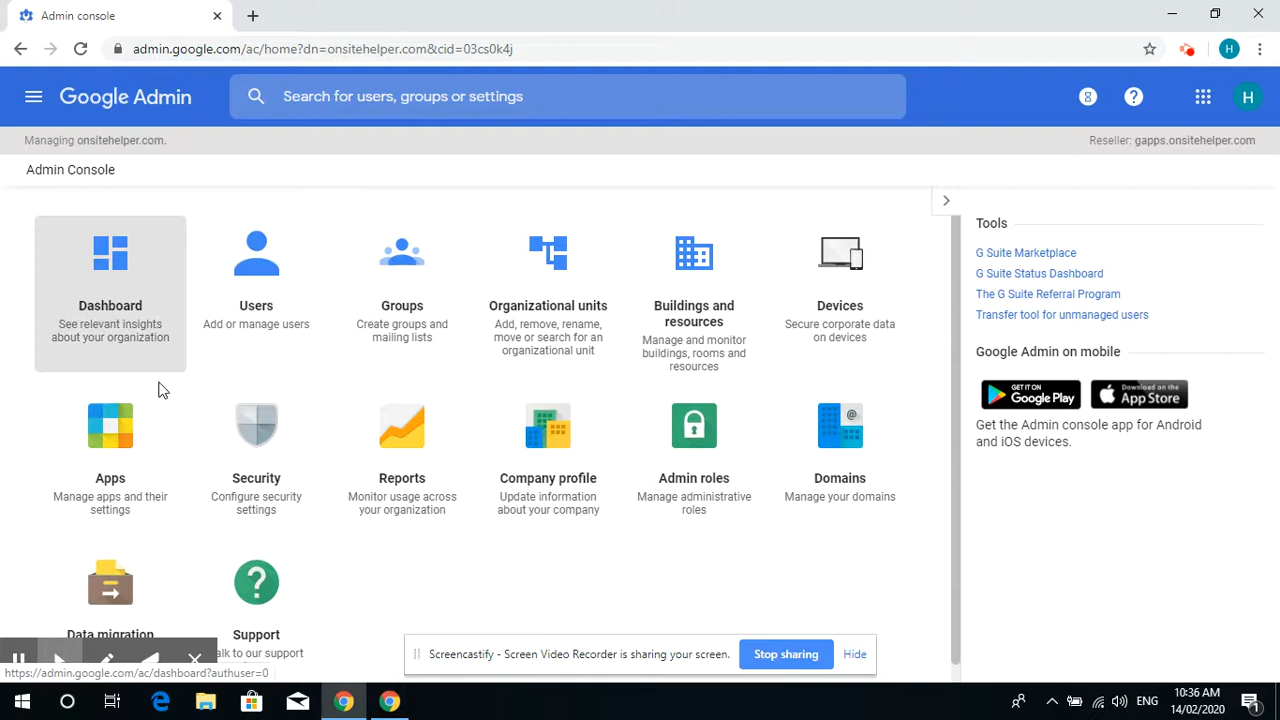 Admin console
admin.google.com/ac/home?dn=onsitehelper.com&cid=03cs0k4j
H
Google Admin
Search for users, groups or settings
H
Managing onsitehelper.com.
Reseller: gapps.onsitehelper.com
Admin Console
Dashboard
See relevant insights
about your organization
Users
Add or manage users
Groups
Create groups and
mailing lists
Organizational units
Add, remove, rename,
move or search for an
organizational unit
Buildings and
resources
Manage and monitor
buildings, rooms and
resources
Devices
Secure corporate data
on devices
Apps
Manage apps and their
settings
Security
Configure security
settings
Reports
Monitor usage across
your organization
Company profile
Update information
about your company
Admin roles
Manage administrative
roles
Domains
Manage your domains
Data migration
Support
talk to our support
Tools
G Suite Marketplace
G Suite Status Dashboard
The G Suite Referral Program
Transfer tool for unmanaged users
Google Admin on mobile
GET IT ON
Google Play
Download on the
App Store
Get the Admin console app for Android
and iOS devices.
Screencastify - Screen Video Recorder is sharing your screen.
Stop sharing
Hide
https://admin.google.com/ac/dashboard?authuser=0
ENG
10:36 AM
14/02/2020
1